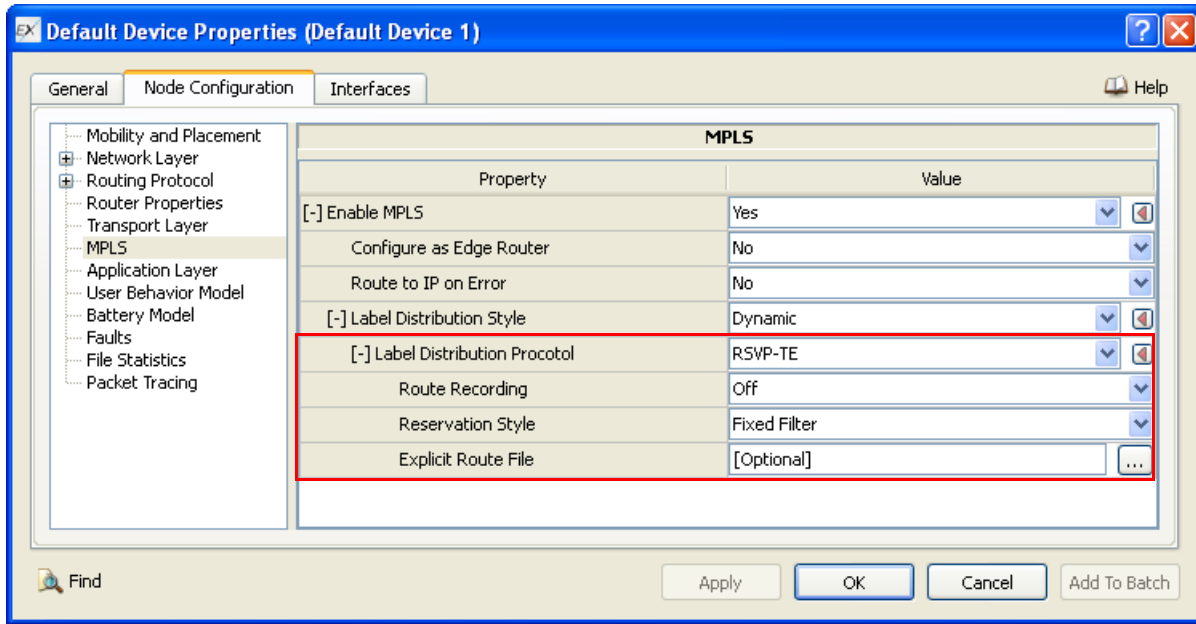 EX Default Device Properties (Default Device 1)
?
General Node Configuration Interfaces Help
Mobility and Placement
Network Layer
Routing Protocol
Router Properties
Transport Layer
MPLS
Application Layer
User Behavior Model
Battery Model
Faults
File Statistics
Packet Tracing
MPLS
Property Value
[-] Enable MPLS Yes
Configure as Edge Router No
Route to IP on Error No
[-] Label Distribution Style Dynamic
[-] Label Distribution Procotol RSVP-TE
Route Recording Off
Reservation Style Fixed Filter
Explicit Route File [Optional] ...
Find Apply OK Cancel Add To Batch